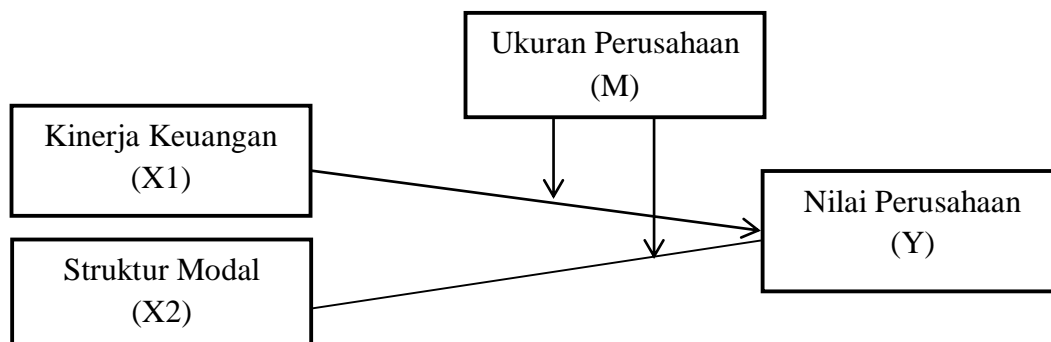 Ukuran Perusahaan
(M)
Kinerja Keuangan
(X1)
Nilai Perusahaan
(Y)
Struktur Modal
(X2)